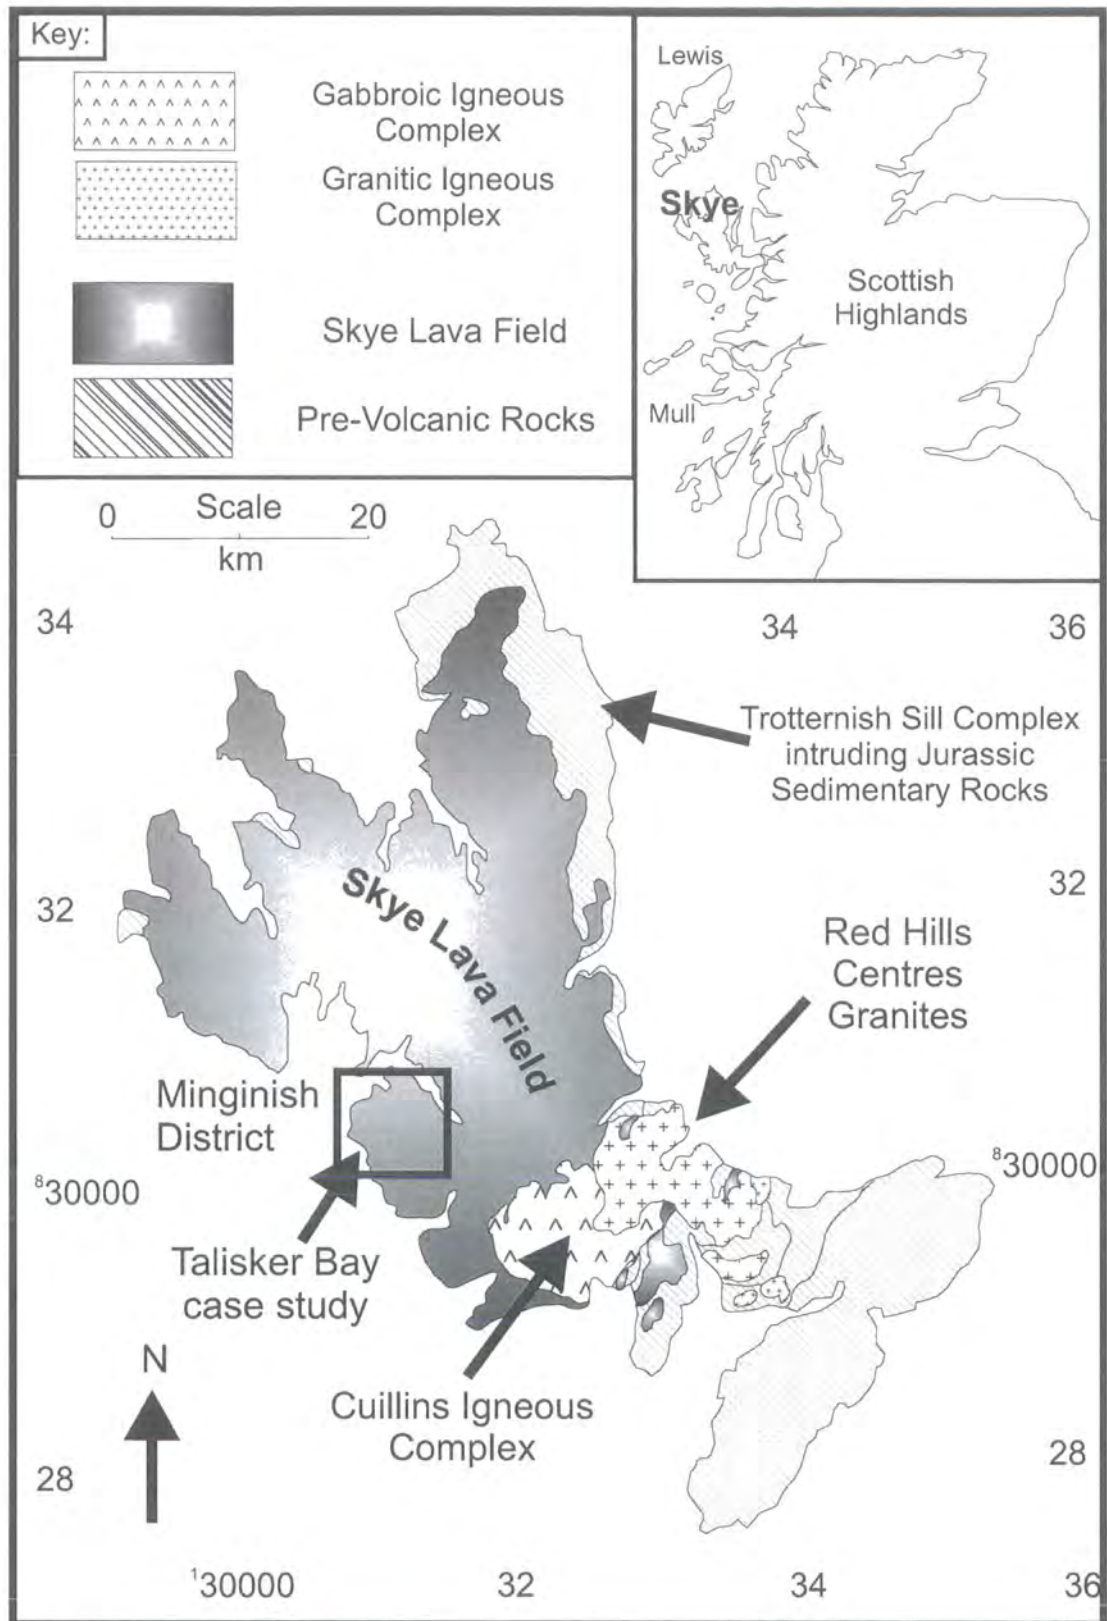 Key:
Gabbroic Igneous
Complex
Granitic Igneous
Complex
Skye Lava Field
Pre-Volcanic Rocks
Lewis
Skye
Scottish
Highlands
Mull
0 Scale 20
km
34 34 36
Trotternish Sill Complex
intruding Jurassic
Sedimentary Rocks
32 32
Skye Lava Field
Red Hills
Centres
Granites
Minginish
District
⁸30000 ⁸30000
Talisker Bay
case study
N
Cuillins Igneous
Complex
28 28
¹30000 32 34 36